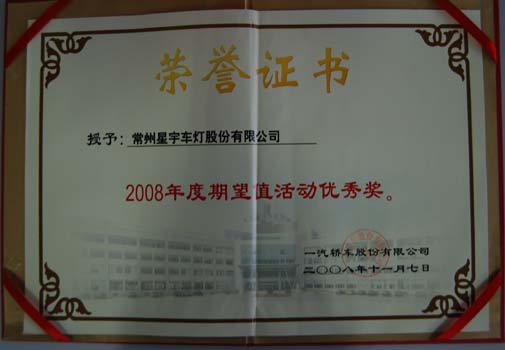 荣誉证书
授予：常州星宇车灯股份有限公司
2008年度期望值活动优秀奖。
一汽轿车股份有限公司
二〇〇八年十一月七日